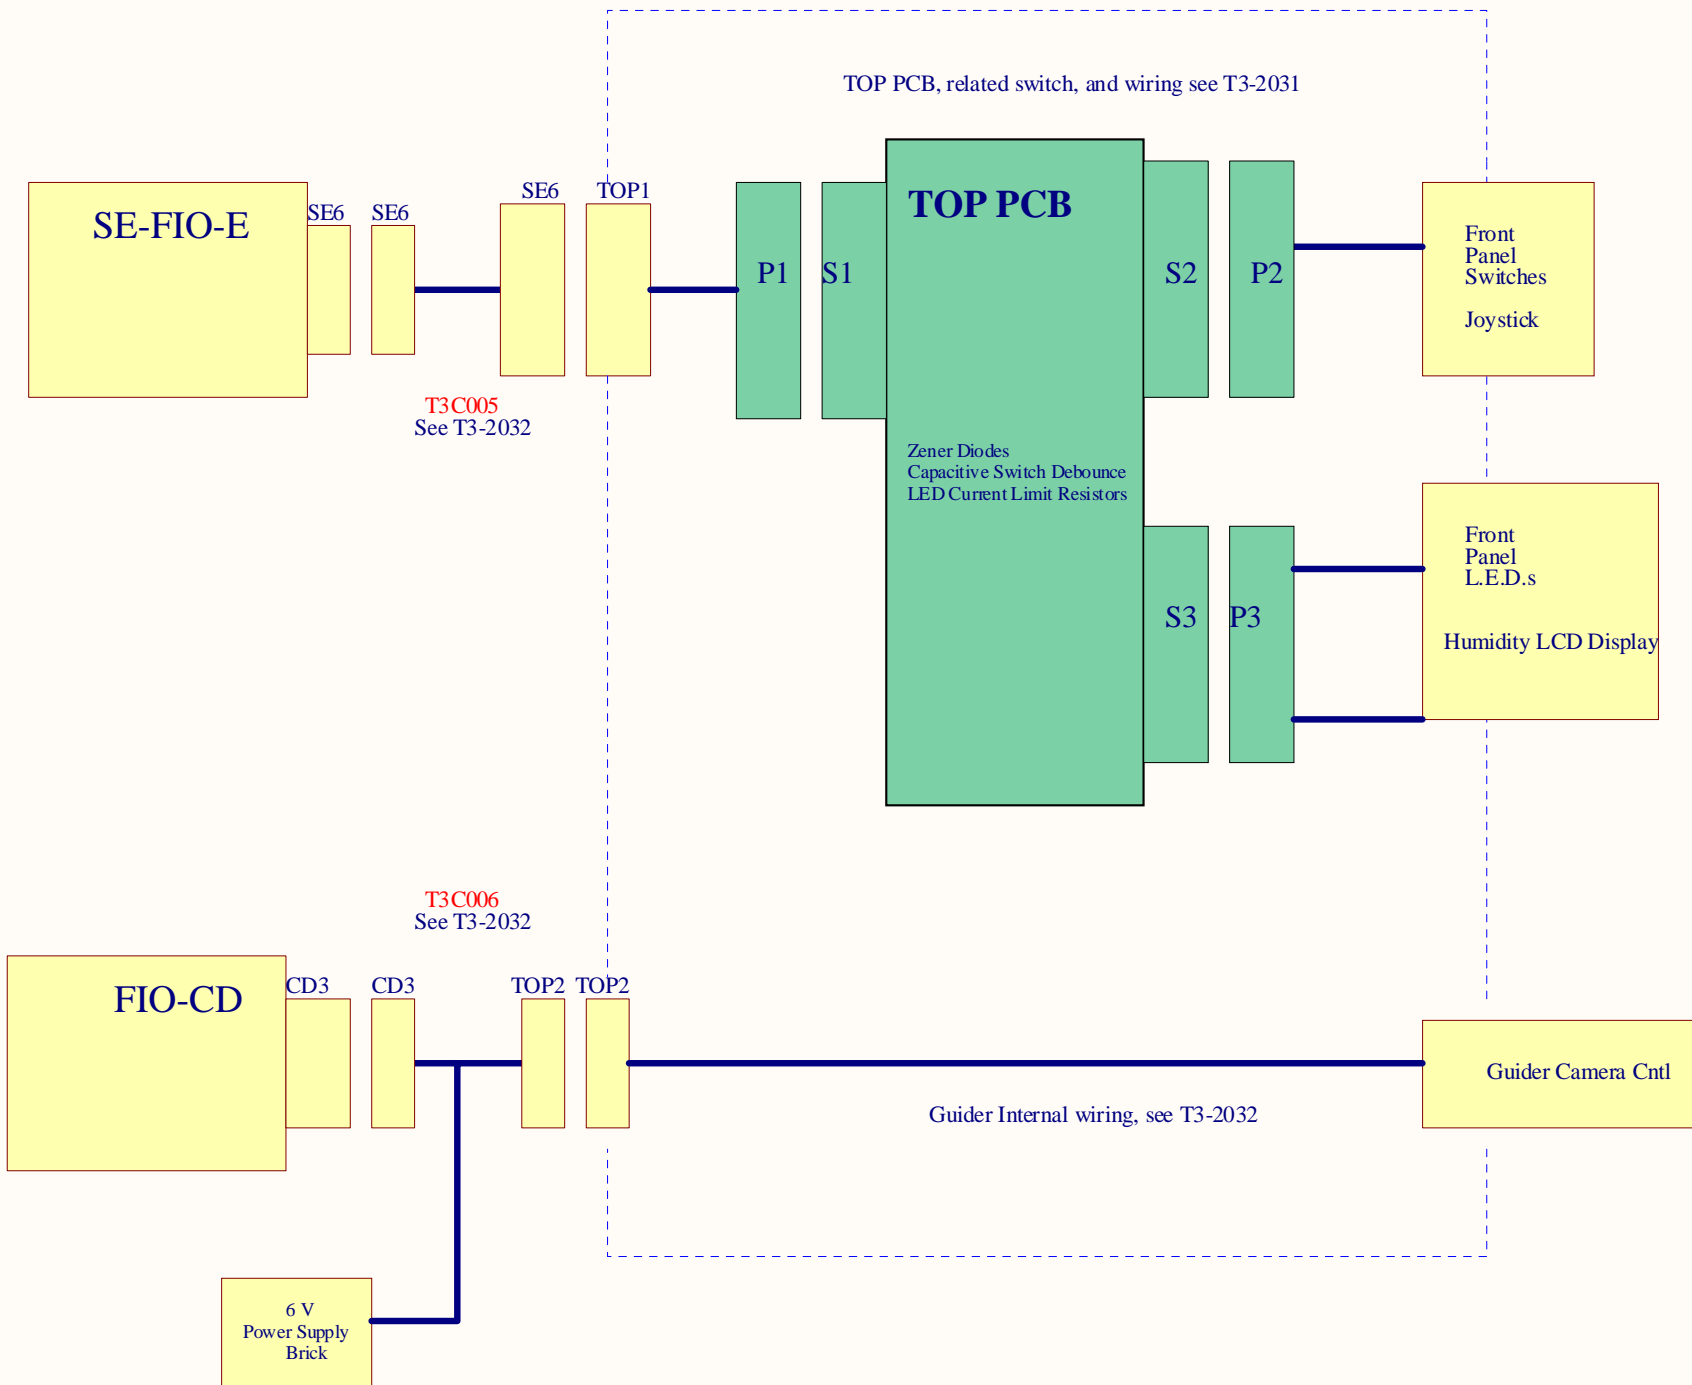 TOP PCB, related switch, and wiring see T3-2031
SE-FIO-E
SE6
SE6
SE6
TOP1
P1
S1
TOP PCB
S2
P2
Front
Panel
Switches
Joystick
T3C005
See T3-2032
Zener Diodes
Capacitive Switch Debounce
LED Current Limit Resistors
S3
P3
Front
Panel
L.E.D.s
Humidity LCD Display
T3C006
See T3-2032
FIO-CD
CD3
CD3
TOP2
TOP2
Guider Camera Cntl
Guider Internal wiring, see T3-2032
6 V
Power Supply
Brick